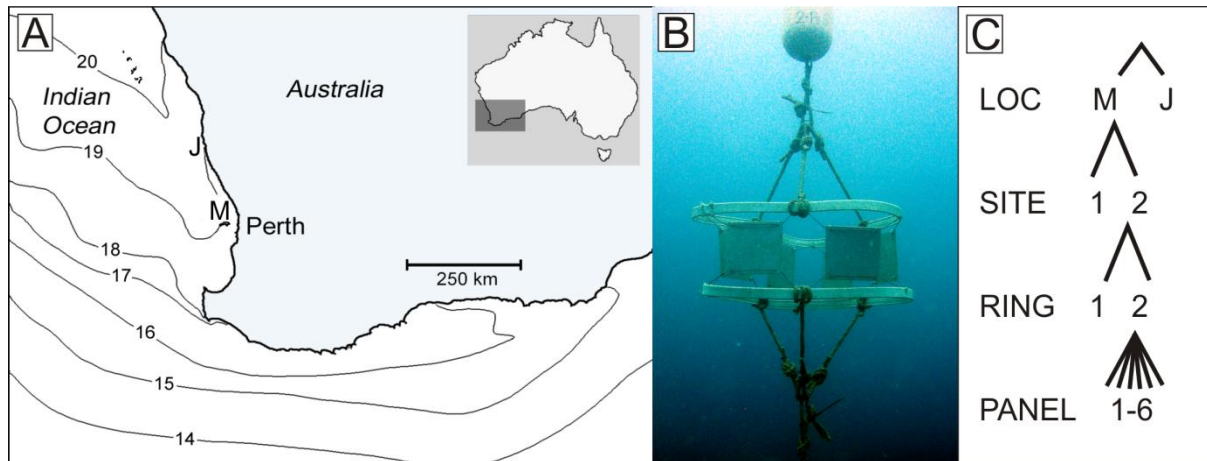 A
20
Indian
Ocean
Australia
19
J
M
Perth
18
17
250 km
16
15
14
B
C
LOC M J
SITE 1 2
RING 1 2
PANEL 1-6